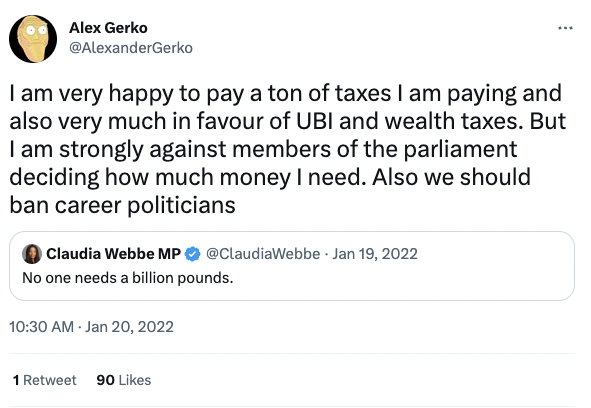 Alex Gerko
@AlexanderGerko
I am very happy to pay a ton of taxes I am paying and
also very much in favour of UBI and wealth taxes. But
I am strongly against members of the parliament
deciding how much money I need. Also we should
ban career politicians
Claudia Webbe MP @ClaudiaWebbe · Jan 19, 2022
No one needs a billion pounds.
10:30 AM · Jan 20, 2022
1 Retweet 90 Likes